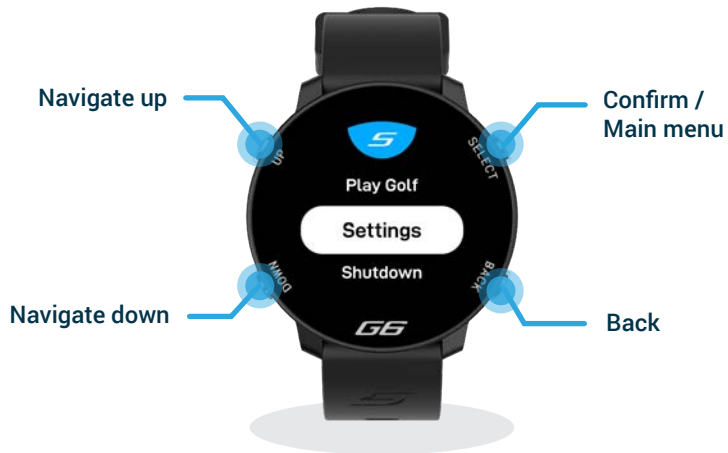 Navigate up
Confirm /
Main menu
UP
SELECT
Play Golf
Settings
Shutdown
DOWN
BACK
Navigate down
Back
G6